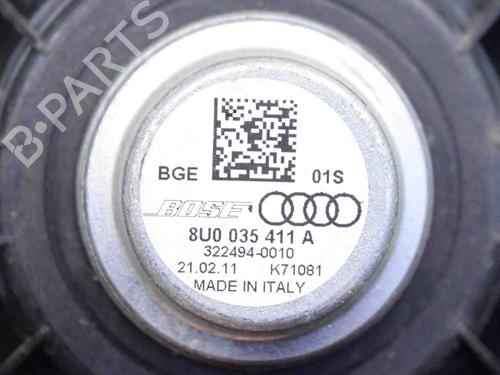 B-PARTS
BGE 01S
BOSE
8U0 035 411 A
322494-0010
21.02.11 K71081
MADE IN ITALY